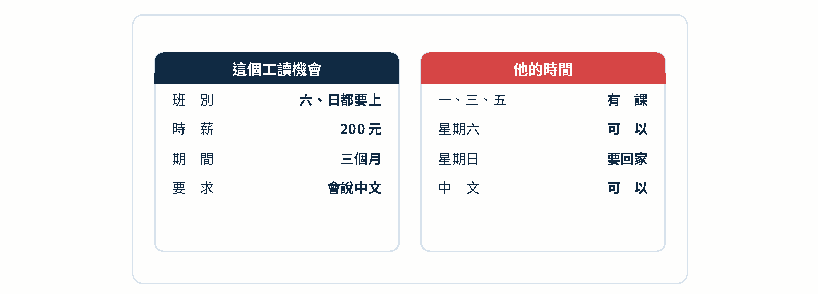 這個工讀機會
班 別 六、日都要上
時 薪 200 元
期 間 三個月
要 求 會說中文
他的時間
一、三、五 有 課
星期六 可 以
星期日 要回家
中 文 可 以